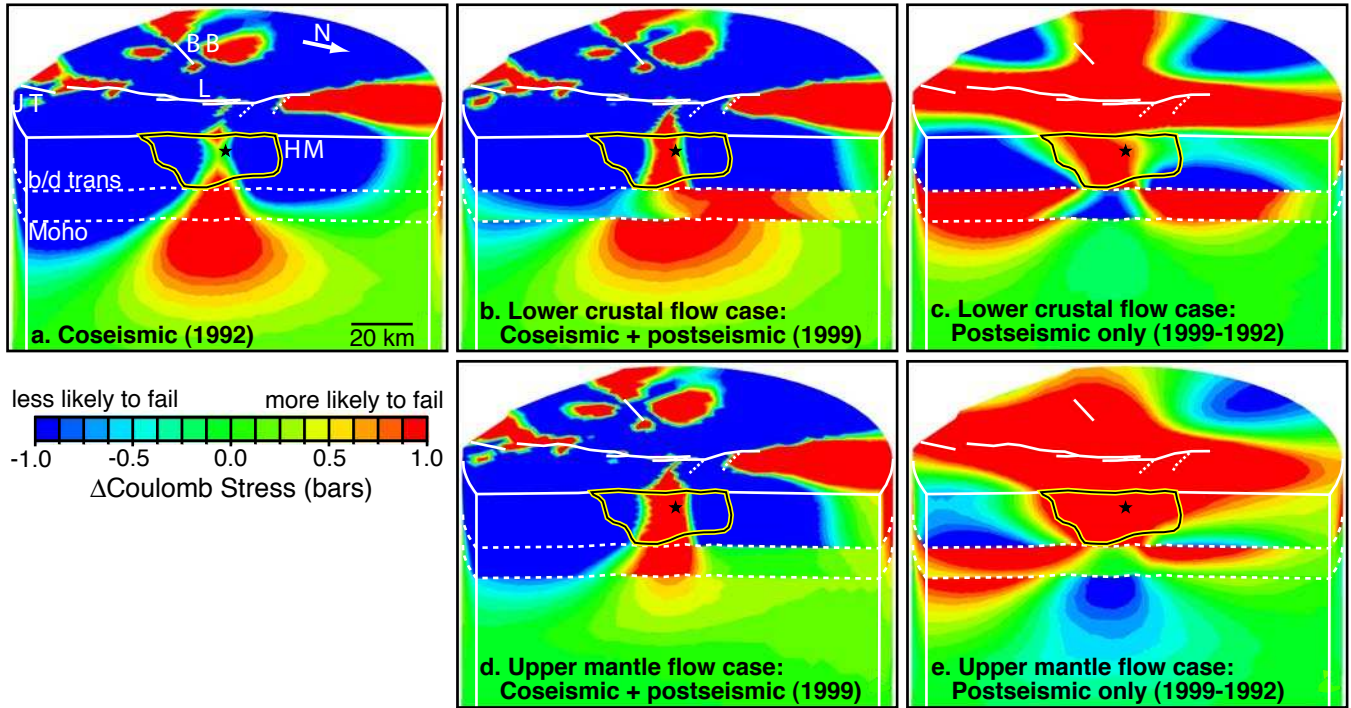 B B
N
L
J T
H M
b/d trans
Moho
a. Coseismic (1992)
20 km
b. Lower crustal flow case:
Coseismic + postseismic (1999)
c. Lower crustal flow case:
Postseismic only (1999-1992)
less likely to fail more likely to fail
-1.0 -0.5 0.0 0.5 1.0
ΔCoulomb Stress (bars)
d. Upper mantle flow case:
Coseismic + postseismic (1999)
e. Upper mantle flow case:
Postseismic only (1999-1992)